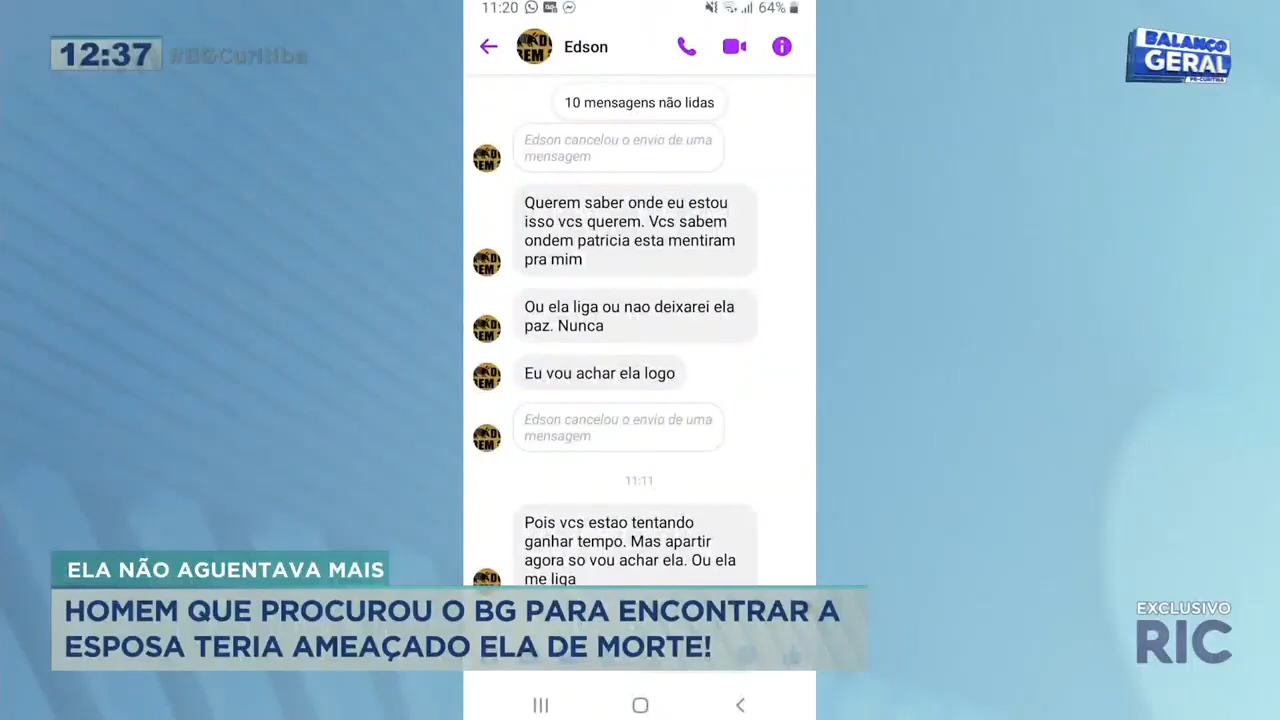 11:20
64%
12:37
#BGCuritiba
BALANÇO
GERAL
PR-CURITIBA
Edson
10 mensagens não lidas
Edson cancelou o envio de uma
mensagem
Querem saber onde eu estou
isso vcs querem. Vcs sabem
ondem patricia esta mentiram
pra mim
Ou ela liga ou nao deixarei ela
paz. Nunca
Eu vou achar ela logo
Edson cancelou o envio de uma
mensagem
11:11
Pois vcs estao tentando
ganhar tempo. Mas apartir
agora so vou achar ela. Ou ela
me liga
ELA NÃO AGUENTAVA MAIS
HOMEM QUE PROCUROU O BG PARA ENCONTRAR A
ESPOSA TERIA AMEAÇADO ELA DE MORTE!
EXCLUSIVO
RIC